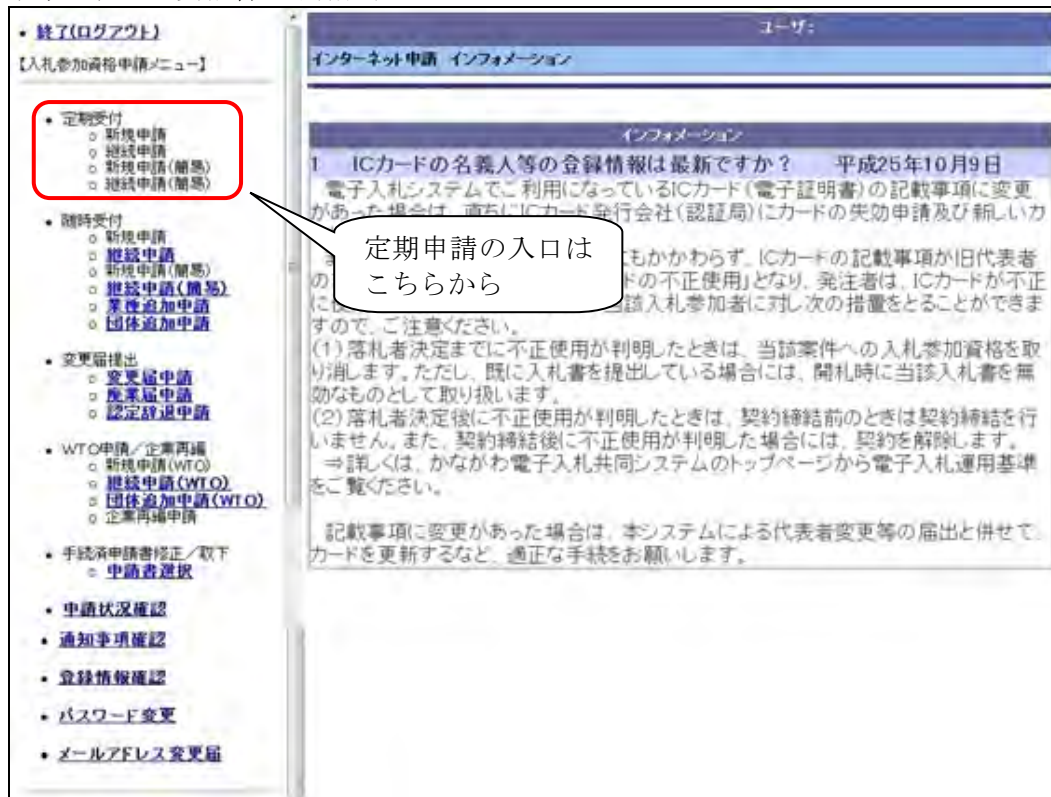 終了(ログアウト)
【入札参加資格申請メニュー】
定期受付
新規申請
継続申請
新規申請(簡易)
継続申請(簡易)
随時受付
新規申請
継続申請
新規申請(簡易)
継続申請(簡易)
業種追加申請
団体追加申請
変更届提出
変更届申請
廃業届申請
認定辞退申請
WTO申請/企業再編
新規申請(WTO)
継続申請(WTO)
団体追加申請(WTO)
企業再編申請
手続済申請書修正/取下
申請書選択
申請状況確認
通知事項確認
登録情報確認
パスワード変更
メールアドレス変更届
定期申請の入口は
こちらから
ユーザ:
インターネット申請 インフォメーション
インフォメーション
1 ICカードの名義人等の登録情報は最新ですか? 平成25年10月9日
電子入札システムでご利用になっているICカード(電子証明書)の記載事項に変更
があった場合は、直ちにICカード発行会社(認証局)にカードの失効申請及び新しいカ
もかかわらず、ICカードの記載事項が旧代表者
の ドの不正使用」となり、発注者は、ICカードが不正
に 当該入札参加者に対し次の措置をとることができま
すので、ご注意ください。
(1)落札者決定までに不正使用が判明したときは、当該案件への入札参加資格を取
り消します。ただし、既に入札書を提出している場合には、開札時に当該入札書を無
効なものとして取り扱います。
(2)落札者決定後に不正使用が判明したときは、契約締結前のときは契約締結を行
いません。また、契約締結後に不正使用が判明した場合には、契約を解除します。
⇒詳しくは、かながわ電子入札共同システムのトップページから電子入札運用基準
をご覧ください。
記載事項に変更があった場合は、本システムによる代表者変更等の届出と併せて、
カードを更新するなど、適正な手続をお願いします。